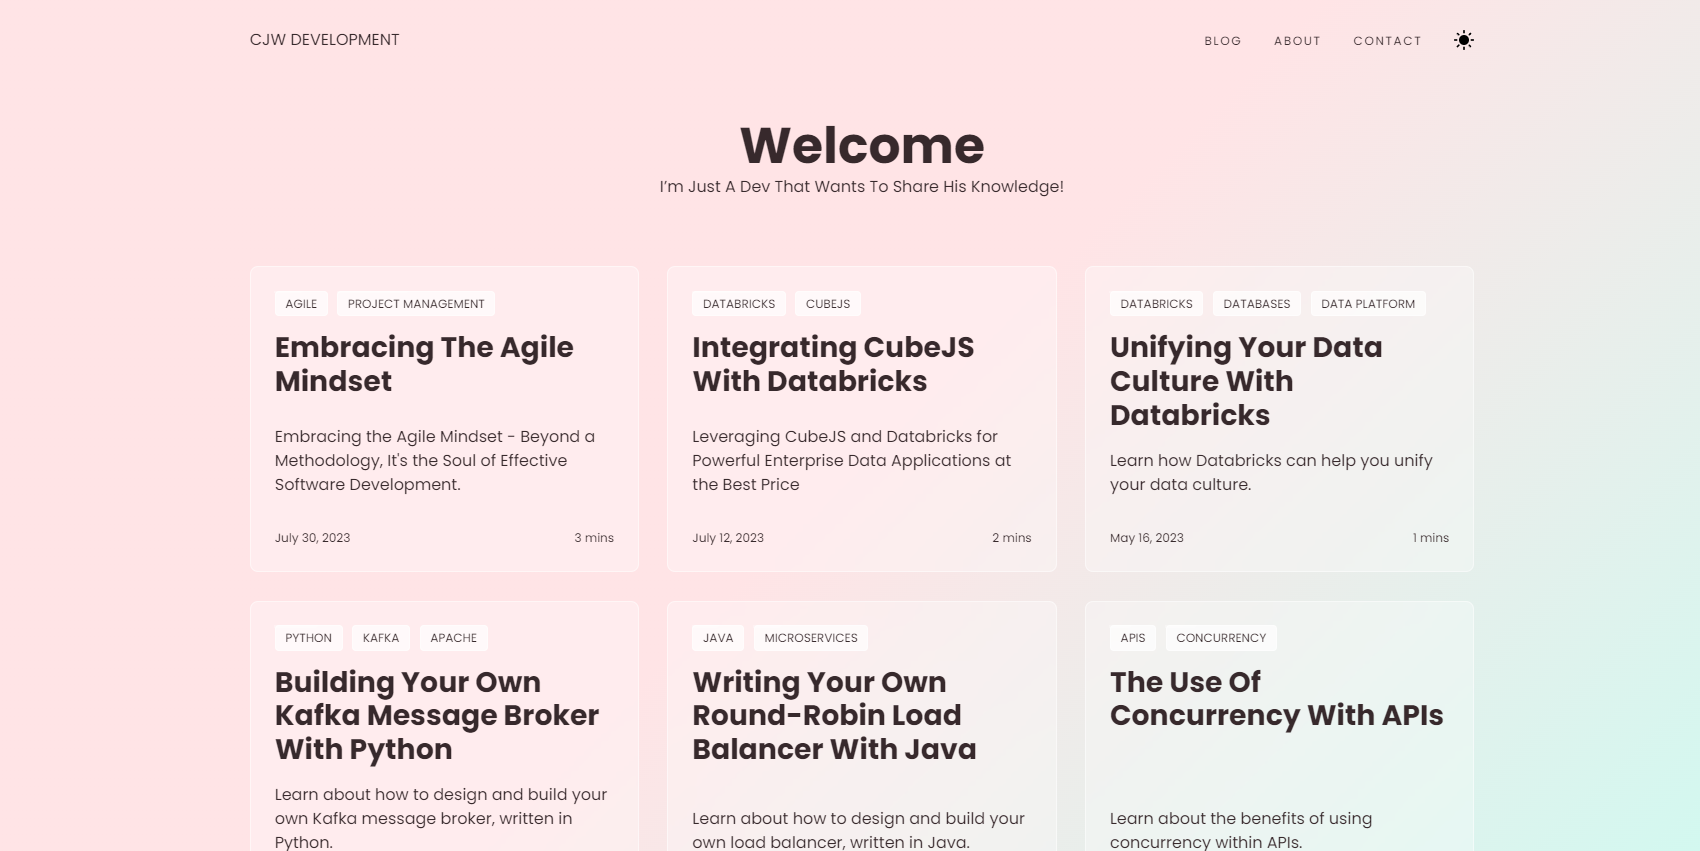 CJW DEVELOPMENT
BLOG ABOUT CONTACT
Welcome
I’m Just A Dev That Wants To Share His Knowledge!
AGILE PROJECT MANAGEMENT
Embracing The Agile
Mindset
Embracing the Agile Mindset - Beyond a
Methodology, It's the Soul of Effective
Software Development.
July 30, 2023 3 mins
DATABRICKS CUBEJS
Integrating CubeJS
With Databricks
Leveraging CubeJS and Databricks for
Powerful Enterprise Data Applications at
the Best Price
July 12, 2023 2 mins
DATABRICKS DATABASES DATA PLATFORM
Unifying Your Data
Culture With
Databricks
Learn how Databricks can help you unify
your data culture.
May 16, 2023 1 mins
PYTHON KAFKA APACHE
Building Your Own
Kafka Message Broker
With Python
Learn about how to design and build your
own Kafka message broker, written in
Python.
JAVA MICROSERVICES
Writing Your Own
Round-Robin Load
Balancer With Java
Learn about how to design and build your
own load balancer, written in Java.
APIS CONCURRENCY
The Use Of
Concurrency With APIs
Learn about the benefits of using
concurrency within APIs.